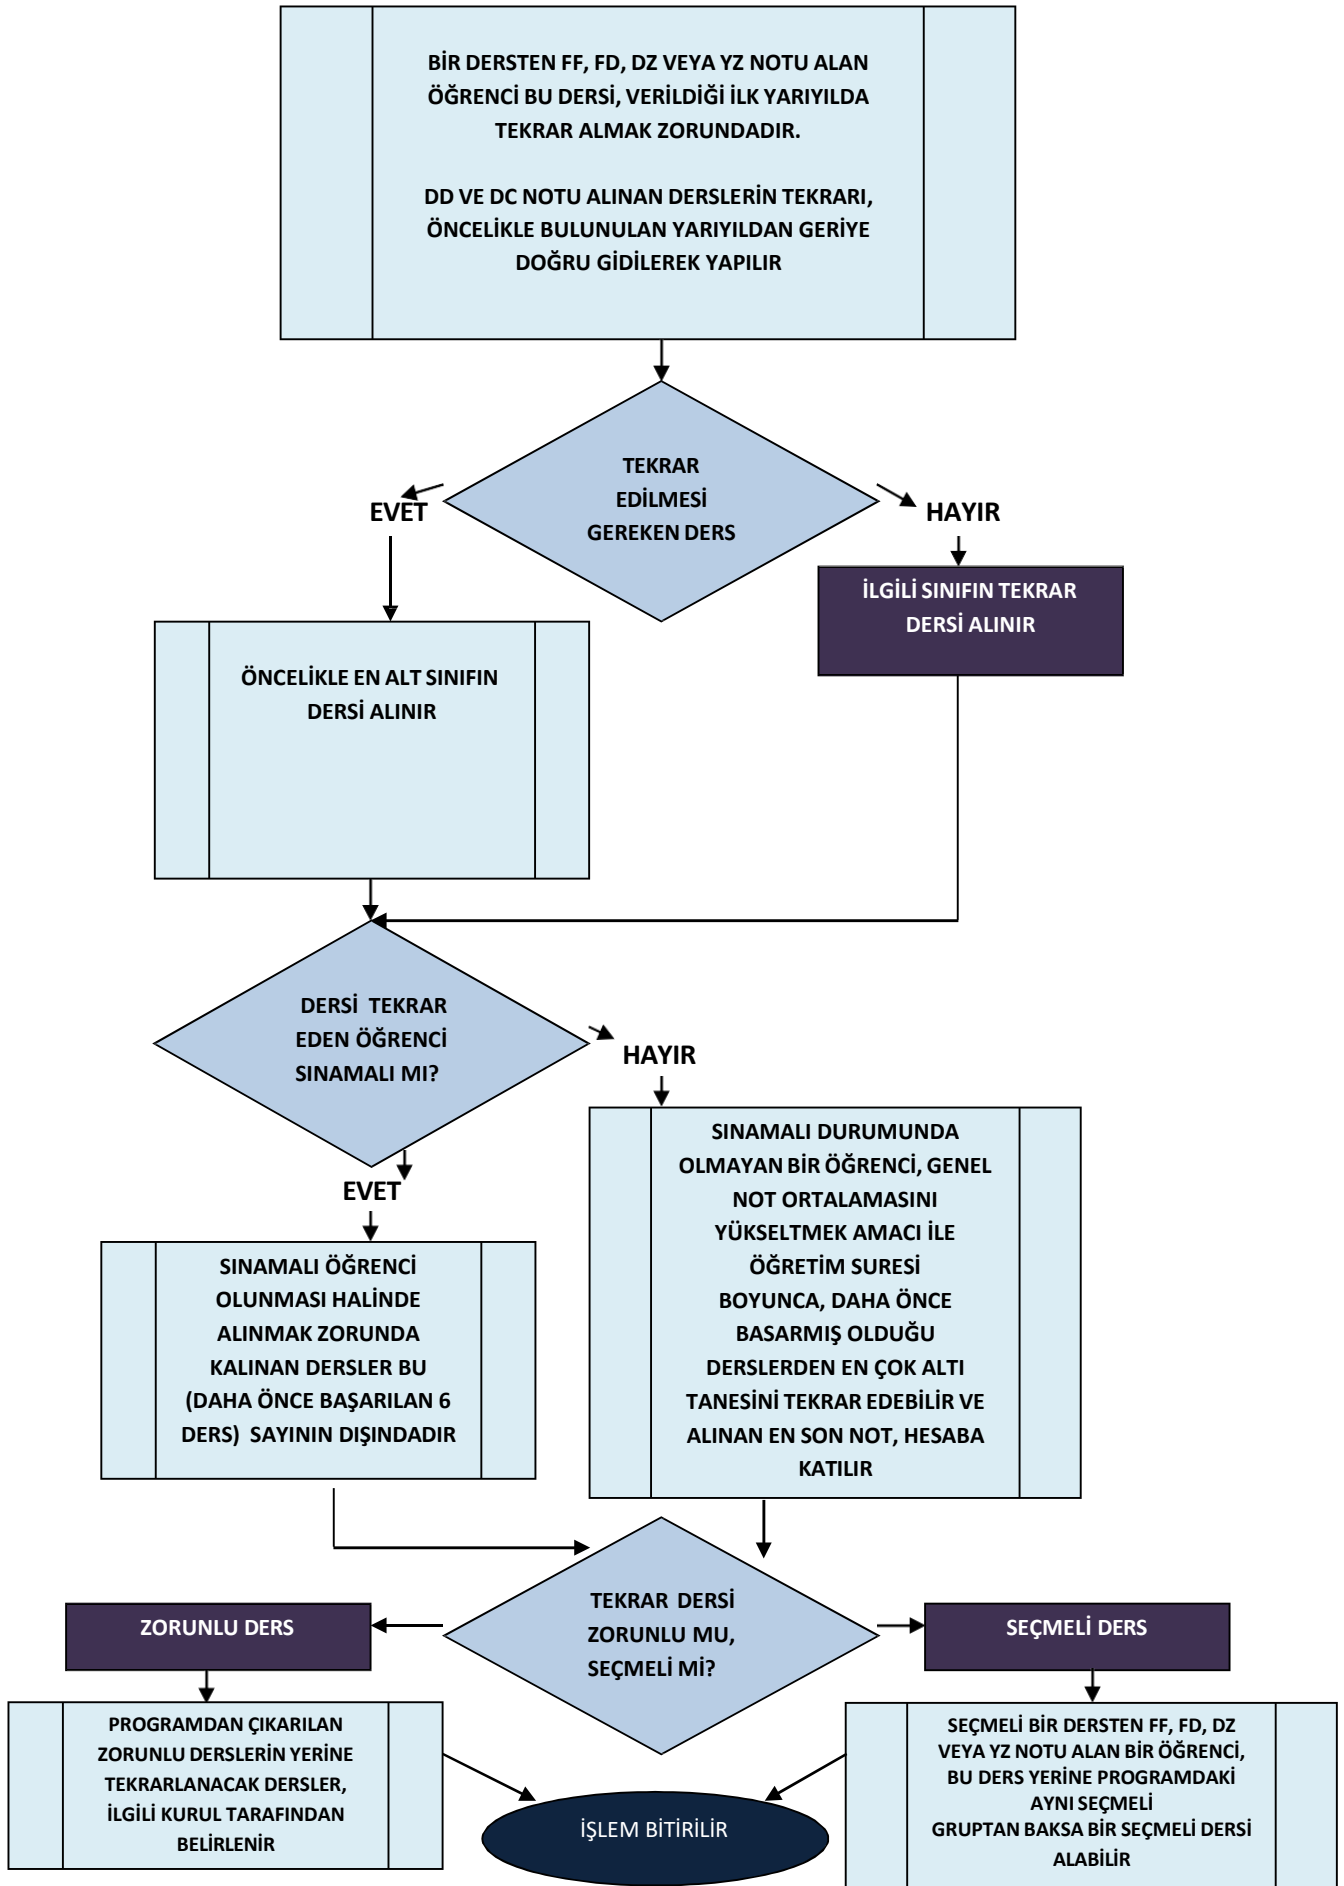 BİR DERSTEN FF, FD, DZ VEYA YZ NOTU ALAN
ÖĞRENCİ BU DERSİ, VERİLDİĞİ İLK YARIYILDA
TEKRAR ALMAK ZORUNDADIR.
DD VE DC NOTU ALINAN DERSLERİN TEKRARI,
ÖNCELİKLE BULUNULAN YARIYILDAN GERİYE
DOĞRU GİDİLEREK YAPILIR
TEKRAR
EDİLMESİ
GEREKEN DERS
EVET
HAYIR
İLGİLİ SINIFIN TEKRAR
DERSİ ALINIR
ÖNCELİKLE EN ALT SINIFIN
DERSİ ALINIR
DERSİ TEKRAR
EDEN ÖĞRENCİ
SINAMALI MI?
HAYIR
EVET
SINAMALI DURUMUNDA
OLMAYAN BİR ÖĞRENCİ, GENEL
NOT ORTALAMASINI
YÜKSELTMEK AMACI İLE
ÖĞRETİM SURESİ
BOYUNCA, DAHA ÖNCE
BASARMIŞ OLDUĞU
DERSLERDEN EN ÇOK ALTI
TANESİNİ TEKRAR EDEBİLİR VE
ALINAN EN SON NOT, HESABA
KATILIR
SINAMALI ÖĞRENCİ
OLUNMASI HALİNDE
ALINMAK ZORUNDA
KALINAN DERSLER BU
(DAHA ÖNCE BAŞARILAN 6
DERS) SAYININ DIŞINDADIR
TEKRAR DERSİ
ZORUNLU MU,
SEÇMELİ Mİ?
ZORUNLU DERS
SEÇMELİ DERS
PROGRAMDAN ÇIKARILAN
ZORUNLU DERSLERİN YERİNE
TEKRARLANACAK DERSLER,
İLGİLİ KURUL TARAFINDAN
BELİRLENİR
SEÇMELİ BİR DERSTEN FF, FD, DZ
VEYA YZ NOTU ALAN BİR ÖĞRENCİ,
BU DERS YERİNE PROGRAMDAKİ
AYNI SEÇMELİ
GRUPTAN BAKSA BİR SEÇMELİ DERSİ
ALABİLİR
İŞLEM BİTİRİLİR